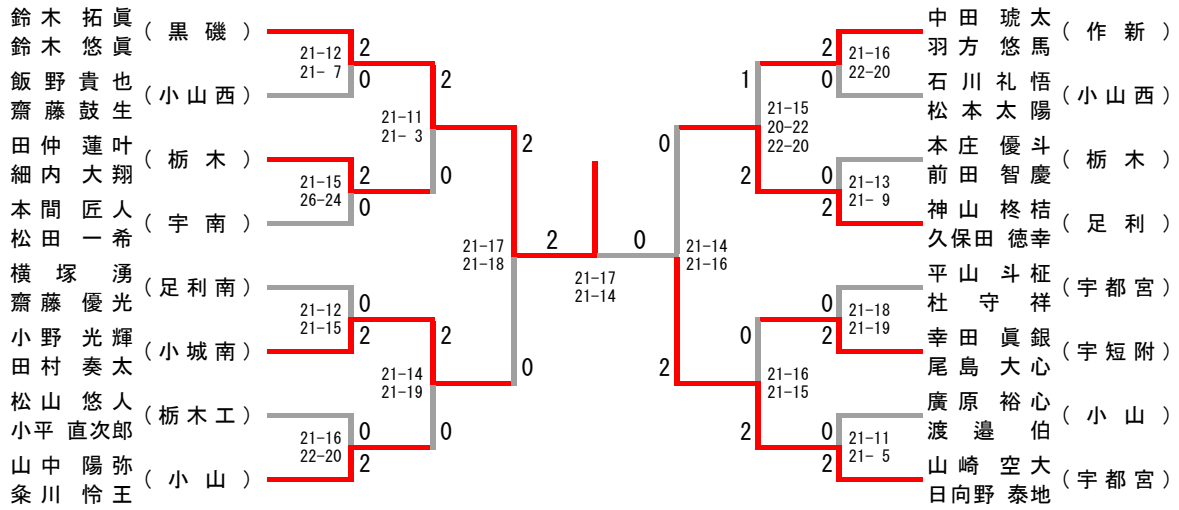 鈴木 拓眞
鈴木 悠眞
(黒磯)
飯野貴也
齋藤鼓生
(小山西)
田仲 蓮叶
細内 大翔
(栃木)
本間 匠人
松田 一希
(宇南)
横塚 湧
齋藤 優光
(足利南)
小野 光輝
田村 奏太
(小城南)
松山 悠人
小平 直次郎
(栃木工)
山中 陽弥
粂川 怜王
(小山)
21-12
21- 7
2
0
21-15
26-24
2
0
21-12
21-15
0
2
21-16
22-20
0
2
21-11
21- 3
2
0
21-14
21-19
2
0
21-17
21-18
2
0
2
0
21-17
21-14
0
2
21-14
21-16
1
2
21-15
20-22
22-20
0
2
21-16
21-15
2
0
21-16
22-20
0
2
21-13
21- 9
0
2
21-18
21-19
0
2
21-11
21- 5
中田 琥太
羽方 悠馬
(作新)
石川礼悟
松本太陽
(小山西)
本庄 優斗
前田 智慶
(栃木)
神山 柊桔
久保田 徳幸
(足利)
平山 斗柾
杜 守祥
(宇都宮)
幸田 眞銀
尾島 大心
(宇短附)
廣原 裕心
渡邉 伯
(小山)
山崎 空大
日向野 泰地
(宇都宮)